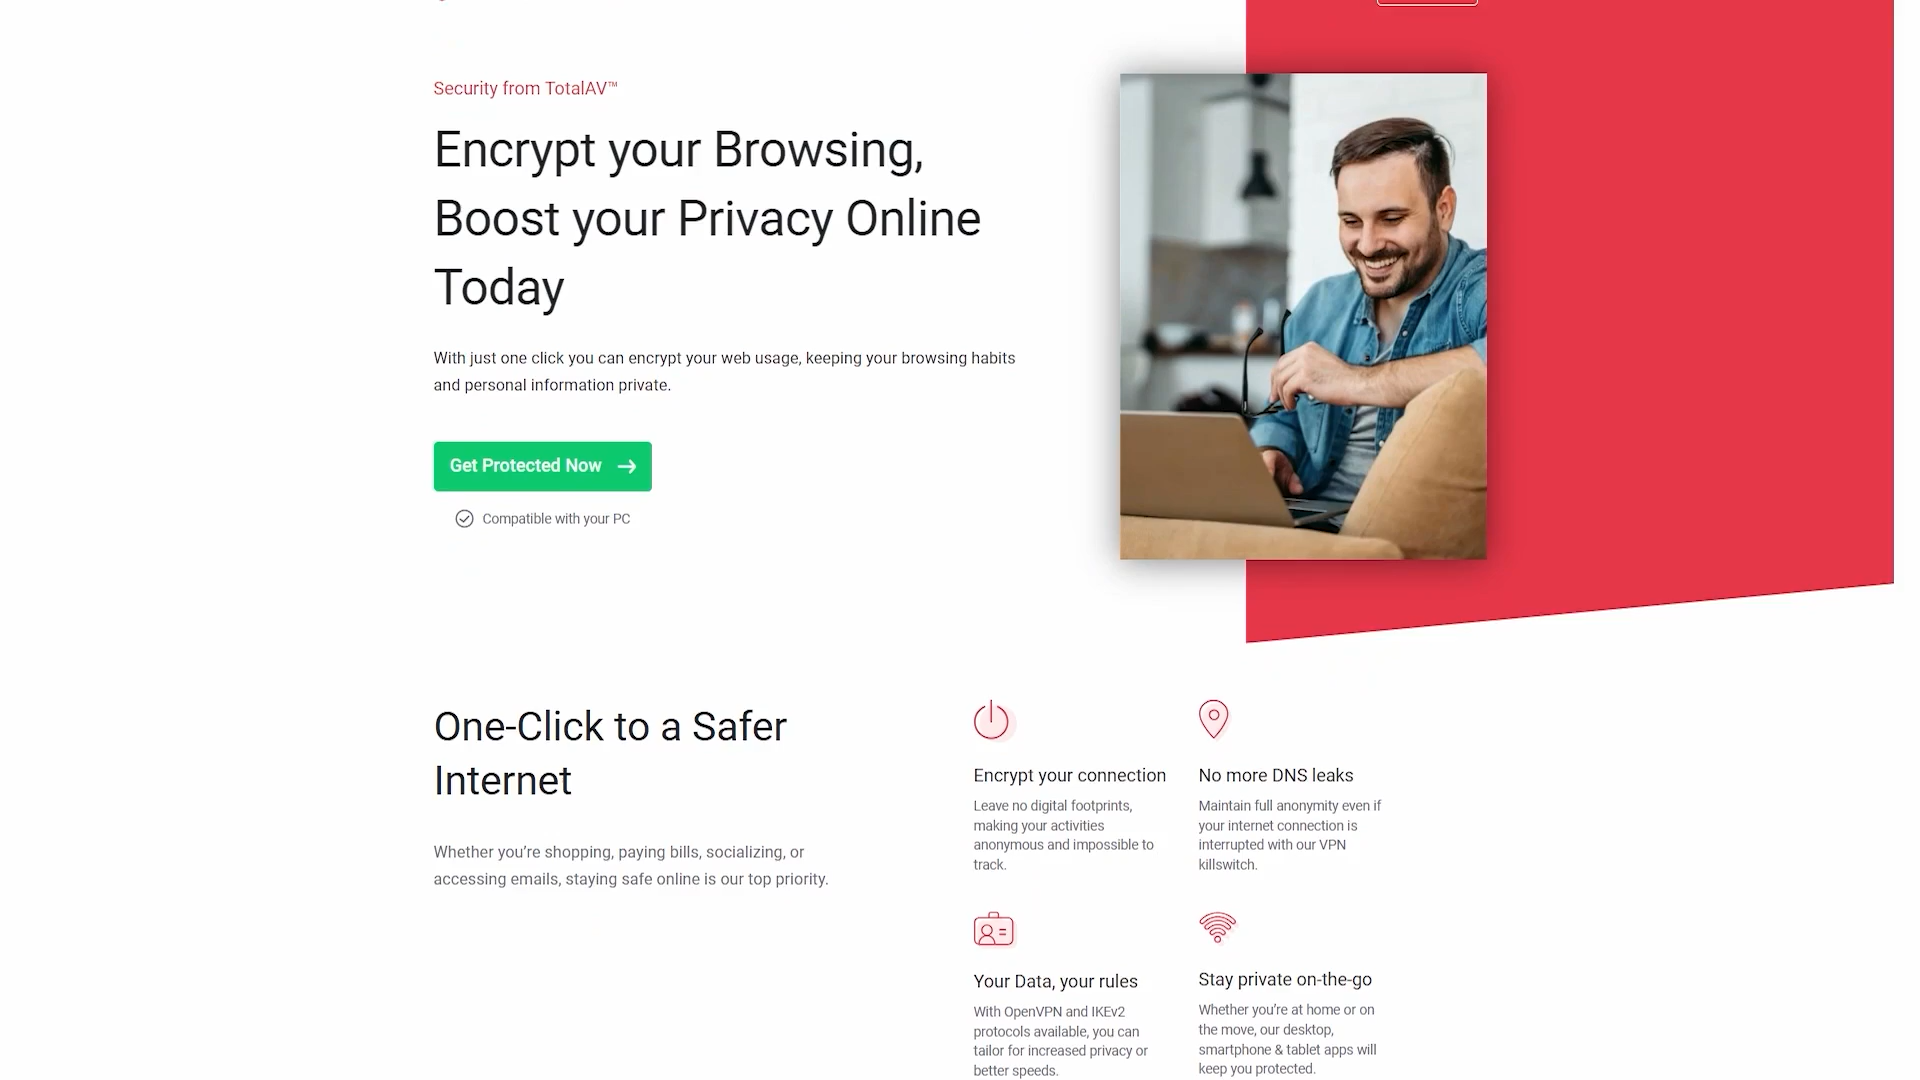 Security from TotalAV™
Encrypt your Browsing,
Boost your Privacy Online
Today
With just one click you can encrypt your web usage, keeping your browsing habits
and personal information private.
Get Protected Now
Compatible with your PC
One-Click to a Safer
Internet
Whether you’re shopping, paying bills, socializing, or
accessing emails, staying safe online is our top priority.
Encrypt your connection
Leave no digital footprints,
making your activities
anonymous and impossible to
track.
No more DNS leaks
Maintain full anonymity even if
your internet connection is
interrupted with our VPN
killswitch.
Your Data, your rules
With OpenVPN and IKEv2
protocols available, you can
tailor for increased privacy or
better speeds.
Stay private on-the-go
Whether you’re at home or on
the move, our desktop,
smartphone & tablet apps will
keep you protected.